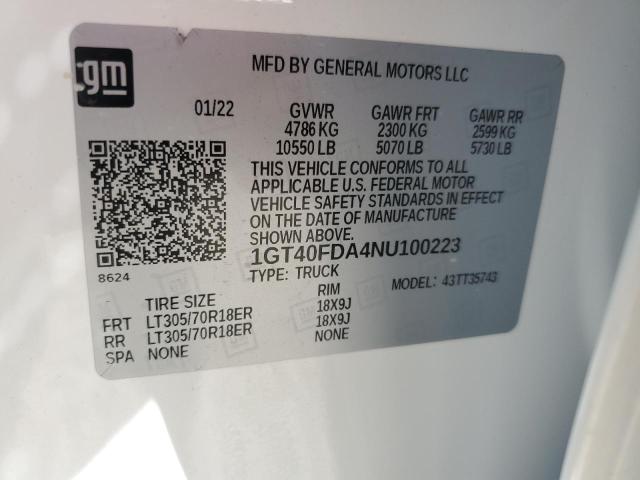 gm
MFD BY GENERAL MOTORS LLC
01/22 GVWR GAWR FRT GAWR RR
4786 KG 2300 KG 2599 KG
10550 LB 5070 LB 5730 LB
THIS VEHICLE CONFORMS TO ALL
APPLICABLE U.S. FEDERAL MOTOR
VEHICLE SAFETY STANDARDS IN EFFECT
ON THE DATE OF MANUFACTURE
SHOWN ABOVE.
1GT40FDA4NU100223
8624
TYPE: TRUCK MODEL: 43TT35743
TIRE SIZE RIM
FRT LT305/70R18ER 18X9J
RR LT305/70R18ER 18X9J
SPA NONE NONE